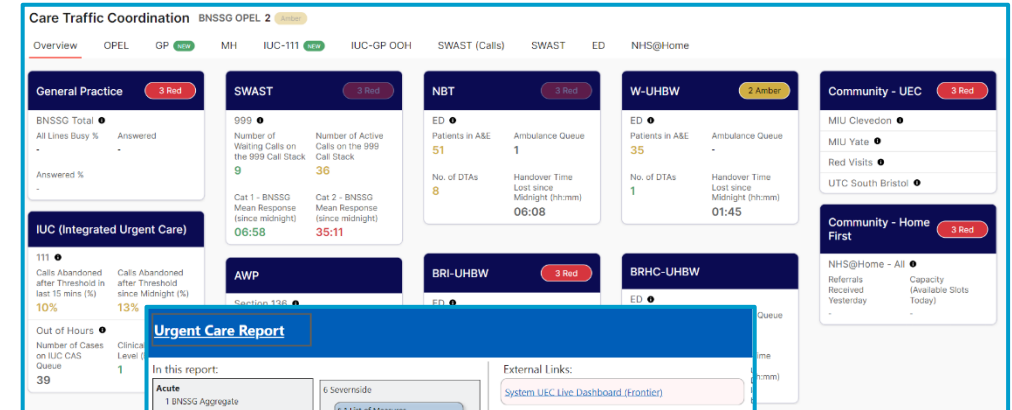 Care Traffic Coordination BNSSG OPEL 2 Amber
Overview OPEL GP NEW MH IUC-111 NEW IUC-GP OOH SWAST (Calls) SWAST ED NHS@Home
General Practice 3 Red
BNSSG Total
All Lines Busy % Answered
- -
Answered %
-
IUC (Integrated Urgent Care)
111
Calls Abandoned after Threshold in last 15 mins (%)
10%
Calls Abandoned after Threshold since Midnight (%)
13%
Out of Hours
Number of Cases on IUC CAS Queue
39
Clinical
Level
1
SWAST 3 Red
999
Number of Waiting Calls on the 999 Call Stack
9
Number of Active Calls on the 999 Call Stack
36
Cat 1 - BNSSG Mean Response (since midnight)
06:58
Cat 2 - BNSSG Mean Response (since midnight)
35:11
AWP
Section 136
NBT 3 Red
ED
Patients in A&E
51
Ambulance Queue
1
No. of DTAs
8
Handover Time Lost since Midnight (hh:mm)
06:08
BRI-UHBW 3 Red
ED
W-UHBW 2 Amber
ED
Patients in A&E
35
Ambulance Queue
-
No. of DTAs
1
Handover Time Lost since Midnight (hh:mm)
01:45
BRHC-UHBW
ED
Queue
Community - UEC 3 Red
MIU Clevedon
MIU Yate
Red Visits
UTC South Bristol
Community - Home First 3 Red
NHS@Home - All
Referrals Received Yesterday
-
Capacity (Available Slots Today)
-
Urgent Care Report
In this report:
Acute
1 BNSSG Aggregate
6 Severnside
6.1 List of Measures
External Links:
System UEC Live Dashboard (Frontier)